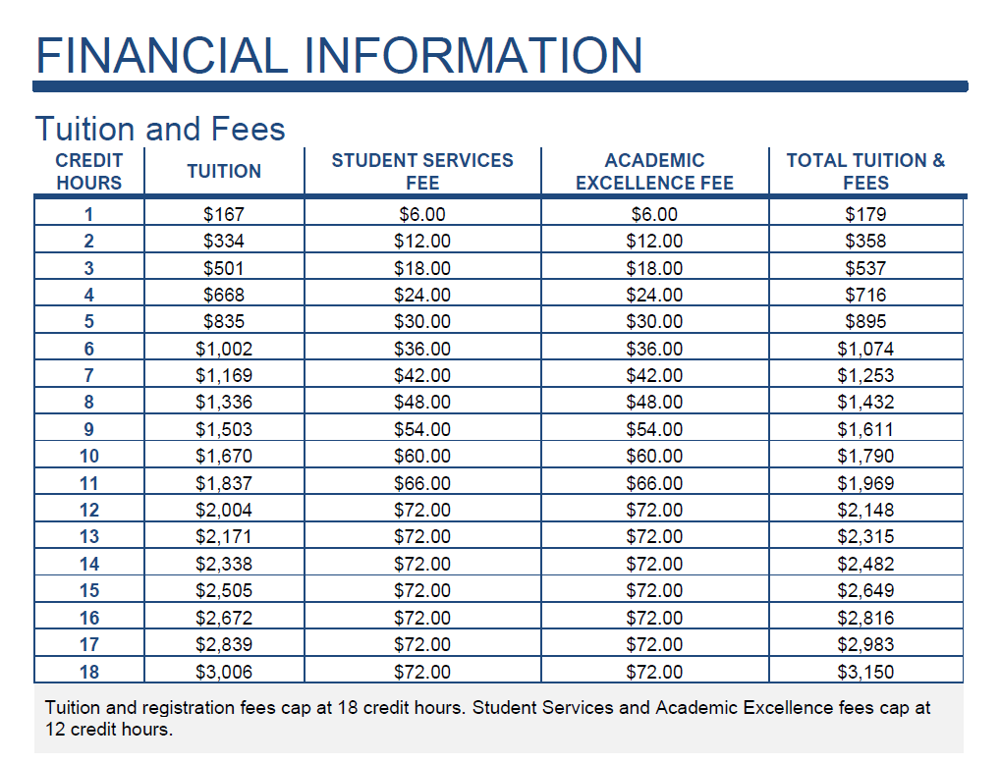 FINANCIAL INFORMATION
Tuition and Fees
CREDIT HOURS TUITION STUDENT SERVICES FEE ACADEMIC EXCELLENCE FEE TOTAL TUITION & FEES
1 $167 $6.00 $6.00 $179
2 $334 $12.00 $12.00 $358
3 $501 $18.00 $18.00 $537
4 $668 $24.00 $24.00 $716
5 $835 $30.00 $30.00 $895
6 $1,002 $36.00 $36.00 $1,074
7 $1,169 $42.00 $42.00 $1,253
8 $1,336 $48.00 $48.00 $1,432
9 $1,503 $54.00 $54.00 $1,611
10 $1,670 $60.00 $60.00 $1,790
11 $1,837 $66.00 $66.00 $1,969
12 $2,004 $72.00 $72.00 $2,148
13 $2,171 $72.00 $72.00 $2,315
14 $2,338 $72.00 $72.00 $2,482
15 $2,505 $72.00 $72.00 $2,649
16 $2,672 $72.00 $72.00 $2,816
17 $2,839 $72.00 $72.00 $2,983
18 $3,006 $72.00 $72.00 $3,150
Tuition and registration fees cap at 18 credit hours. Student Services and Academic Excellence fees cap at
12 credit hours.